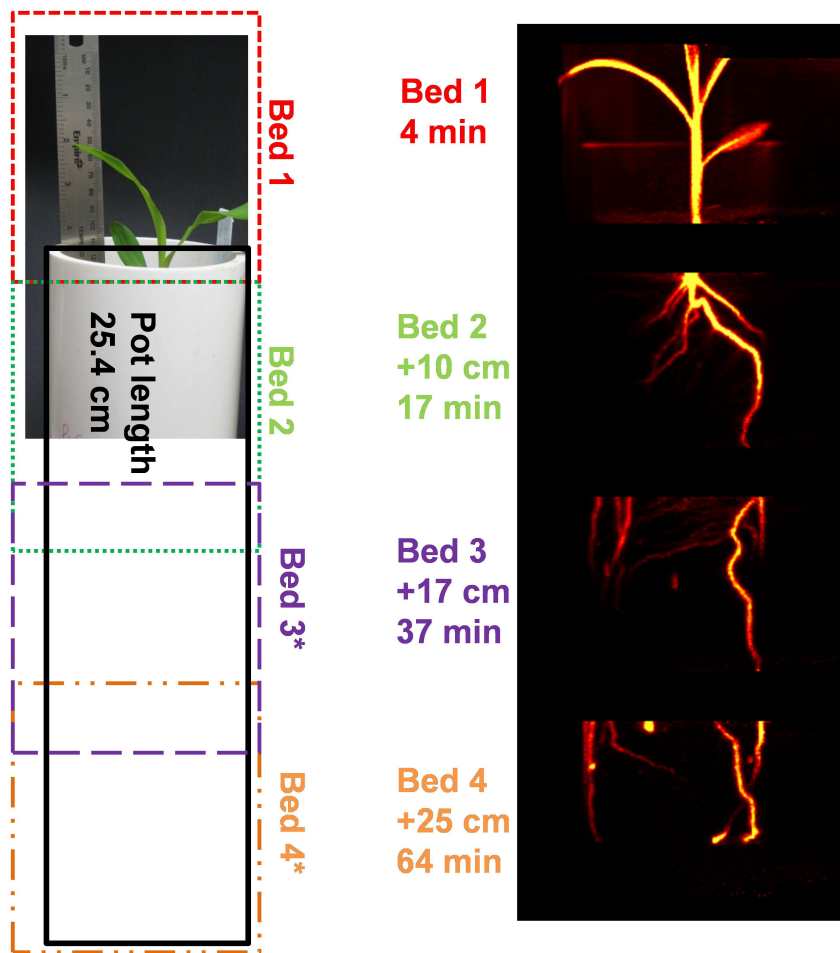 Bed 1
Bed 2
Bed 3*
Bed 4*
Pot length
25.4 cm
Empire
Bed 1
4 min
Bed 2
+10 cm
17 min
Bed 3
+17 cm
37 min
Bed 4
+25 cm
64 min